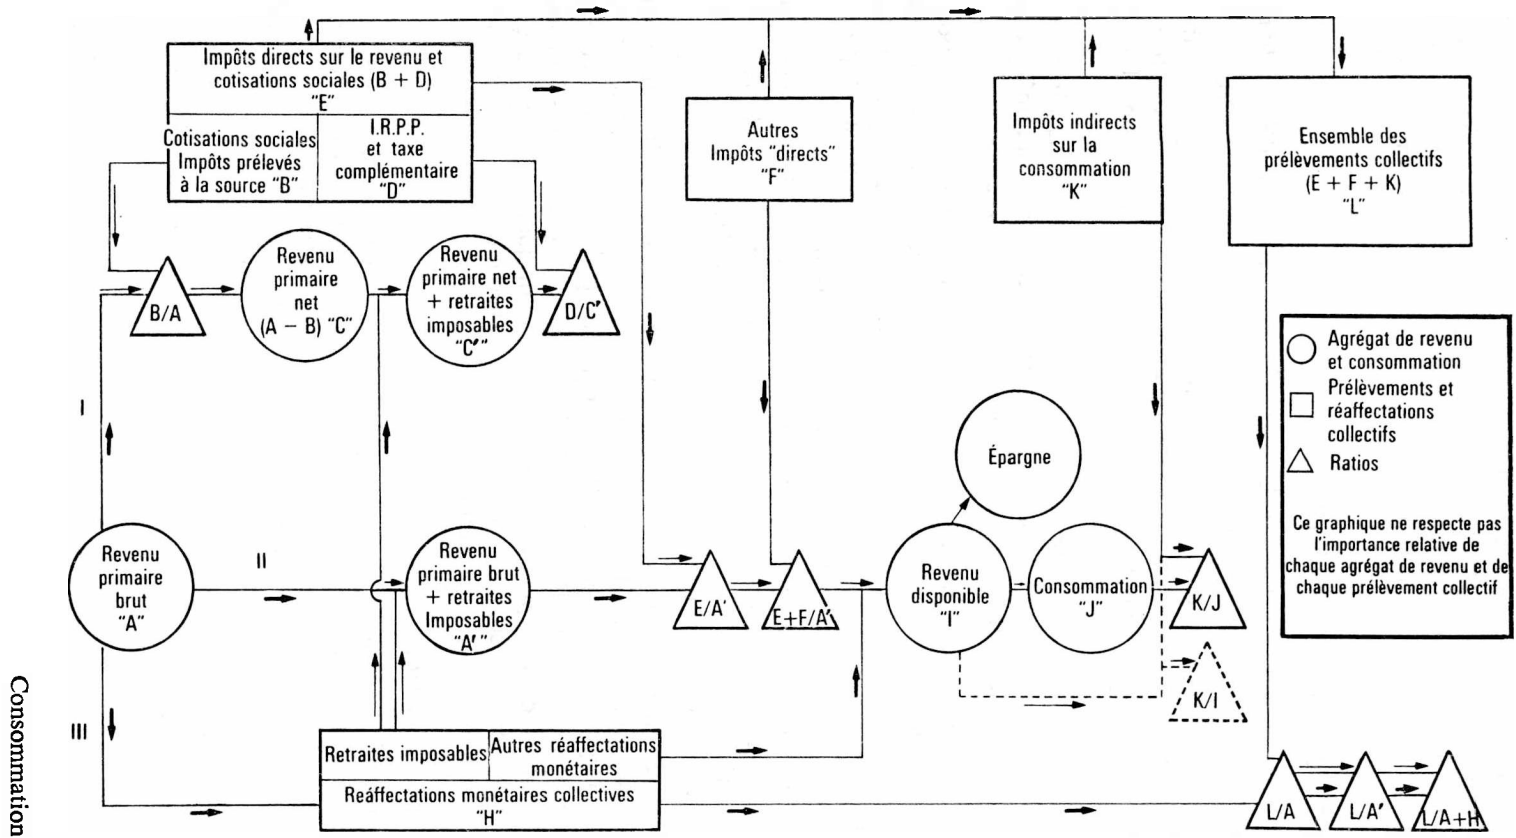 Impôts directs sur le revenu et
cotisations sociales (B + D)
"E"
Cotisations sociales
Impôts prélevés
à la source "B"
I.R.P.P.
et taxe
complémentaire
"D"
Autres
Impôts "directs"
"F"
Impôts indirects
sur la
consommation
"K"
Ensemble des
prélèvements collectifs
(E + F + K)
"L"
B/A
Revenu
primaire
net
(A − B) "C"
Revenu
primaire net
+ retraites
imposables
"C′"
D/C′
I
Agrégat de revenu
et consommation
Prélèvements et
réaffectations
collectifs
Ratios
Ce graphique ne respecte pas
l'importance relative de
chaque agrégat de revenu et de
chaque prélèvement collectif
Épargne
Revenu
primaire
brut
"A"
II
Revenu
primaire brut
+ retraites
Imposables
"A′"
E/A′
E+F/A′
Revenu
disponible
"I"
Consommation
"J"
K/J
K/I
III
Retraites imposables
Autres réaffectations
monétaires
Reáffectations monétaires collectives
"H"
L/A
L/A′
L/A+H
Consommation